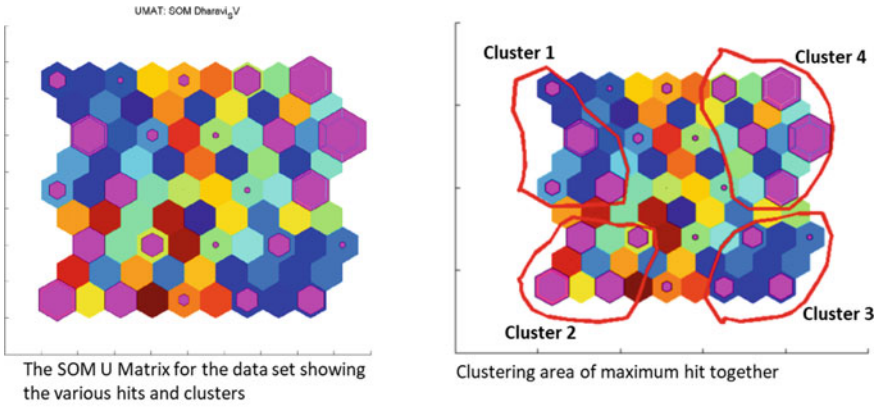 UMAT: SOM DharavisV
Cluster 1
Cluster 4
Cluster 2
Cluster 3
The SOM U Matrix for the data set showing
the various hits and clusters
Clustering area of maximum hit together